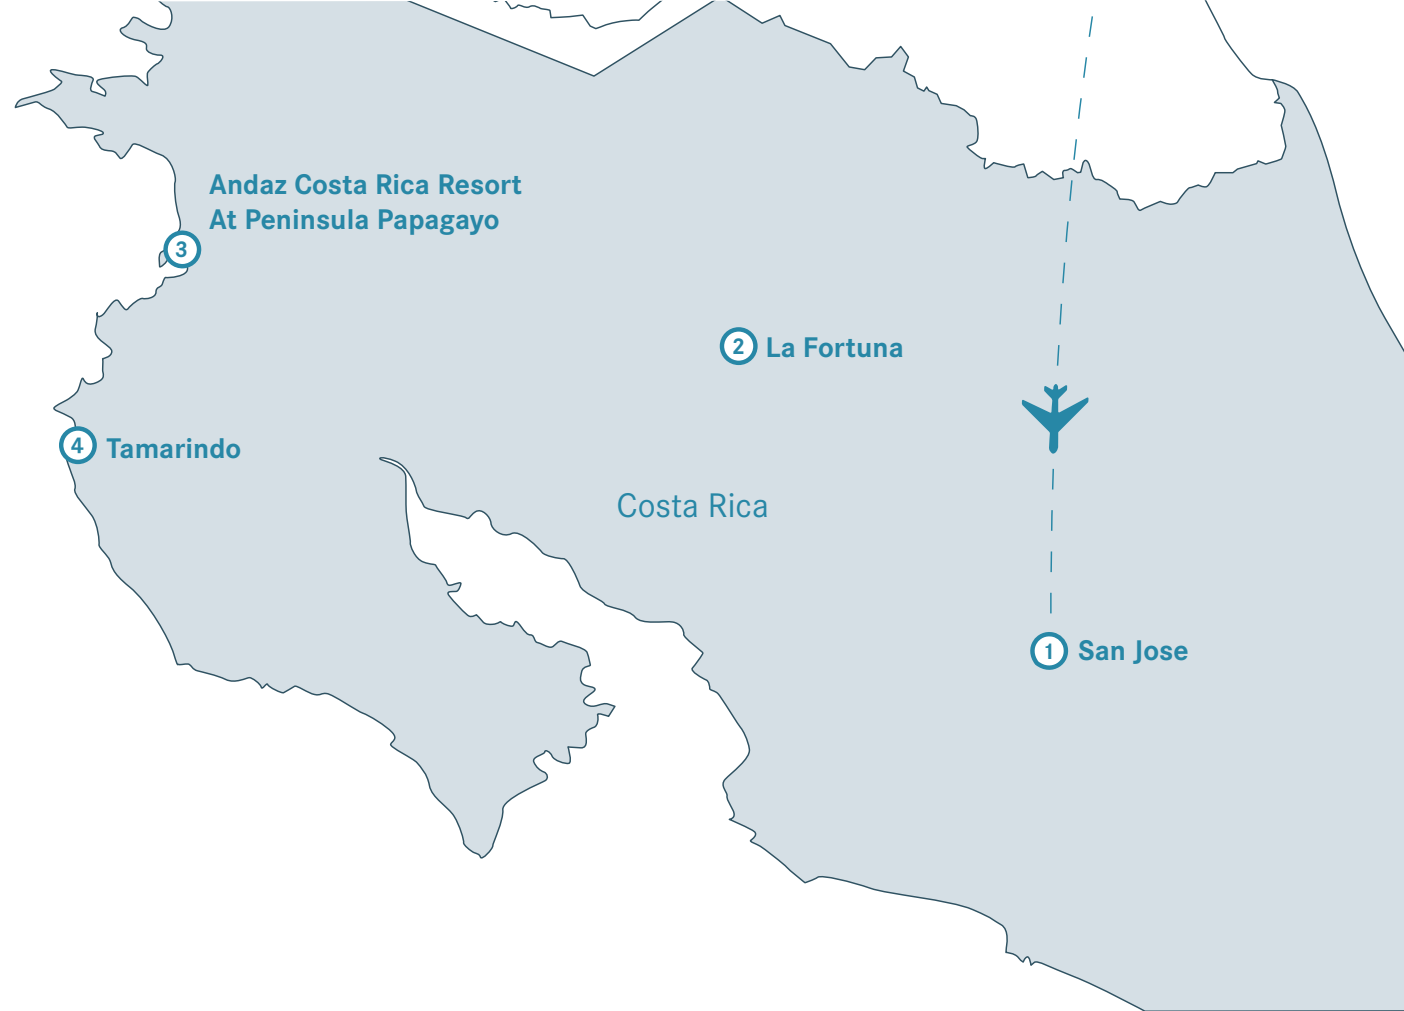 Andaz Costa Rica Resort
At Peninsula Papagayo
3
2 La Fortuna
4 Tamarindo
Costa Rica
1 San Jose